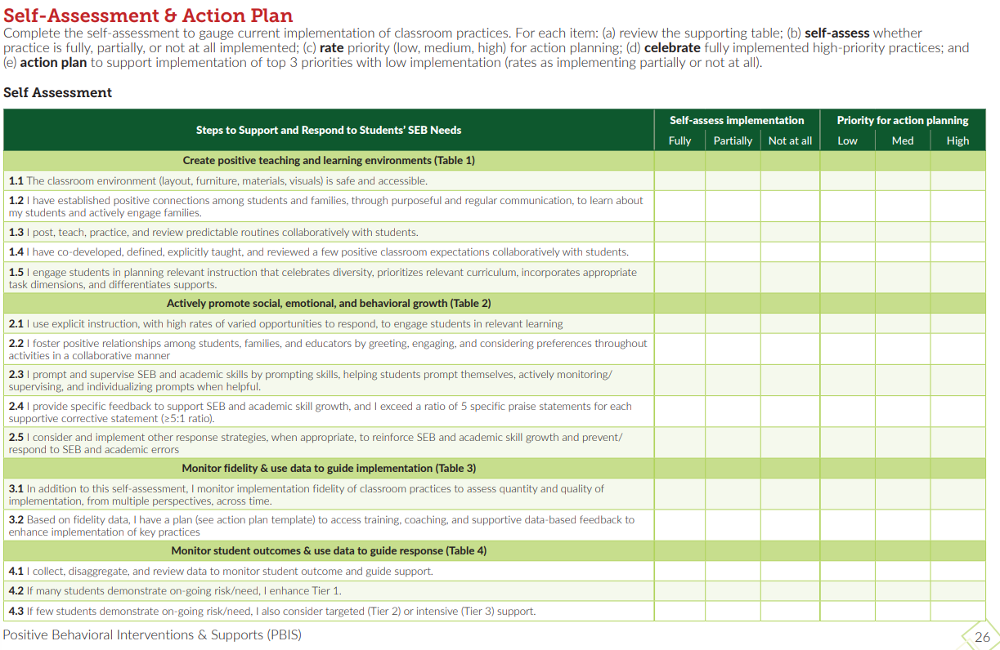 Self-Assessment & Action Plan
Complete the self-assessment to gauge current implementation of classroom practices. For each item: (a) review the supporting table; (b) self-assess whether
practice is fully, partially, or not at all implemented; (c) rate priority (low, medium, high) for action planning; (d) celebrate fully implemented high-priority practices; and
(e) action plan to support implementation of top 3 priorities with low implementation (rates as implementing partially or not at all).
Self Assessment
Steps to Support and Respond to Students' SEB Needs
Self-assess implementation
Priority for action planning
Fully
Partially
Not at all
Low
Med
High
Create positive teaching and learning environments (Table 1)
1.1 The classroom environment (layout, furniture, materials, visuals) is safe and accessible.
1.2 I have established positive connections among students and families, through purposeful and regular communication, to learn about
my students and actively engage families.
1.3 I post, teach, practice, and review predictable routines collaboratively with students.
1.4 I have co-developed, defined, explicitly taught, and reviewed a few positive classroom expectations collaboratively with students.
1.5 I engage students in planning relevant instruction that celebrates diversity, prioritizes relevant curriculum, incorporates appropriate
task dimensions, and differentiates supports.
Actively promote social, emotional, and behavioral growth (Table 2)
2.1 I use explicit instruction, with high rates of varied opportunities to respond, to engage students in relevant learning
2.2 I foster positive relationships among students, families, and educators by greeting, engaging, and considering preferences throughout
activities in a collaborative manner
2.3 I prompt and supervise SEB and academic skills by prompting skills, helping students prompt themselves, actively monitoring/
supervising, and individualizing prompts when helpful.
2.4 I provide specific feedback to support SEB and academic skill growth, and I exceed a ratio of 5 specific praise statements for each
supportive corrective statement (≥5:1 ratio).
2.5 I consider and implement other response strategies, when appropriate, to reinforce SEB and academic skill growth and prevent/
respond to SEB and academic errors
Monitor fidelity & use data to guide implementation (Table 3)
3.1 In addition to this self-assessment, I monitor implementation fidelity of classroom practices to assess quantity and quality of
implementation, from multiple perspectives, across time.
3.2 Based on fidelity data, I have a plan (see action plan template) to access training, coaching, and supportive data-based feedback to
enhance implementation of key practices
Monitor student outcomes & use data to guide response (Table 4)
4.1 I collect, disaggregate, and review data to monitor student outcome and guide support.
4.2 If many students demonstrate on-going risk/need, I enhance Tier 1.
4.3 If few students demonstrate on-going risk/need, I also consider targeted (Tier 2) or intensive (Tier 3) support.
Positive Behavioral Interventions & Supports (PBIS)
26